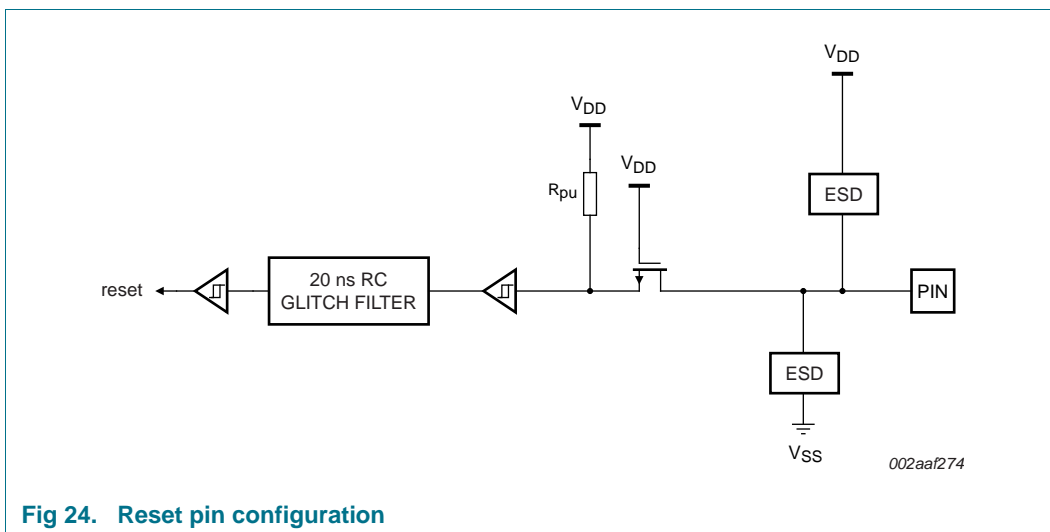 VDD
VDD
VDD
Rpu
ESD
reset
20 ns RC
GLITCH FILTER
PIN
ESD
VSS
002aaf274
Fig 24. Reset pin configuration